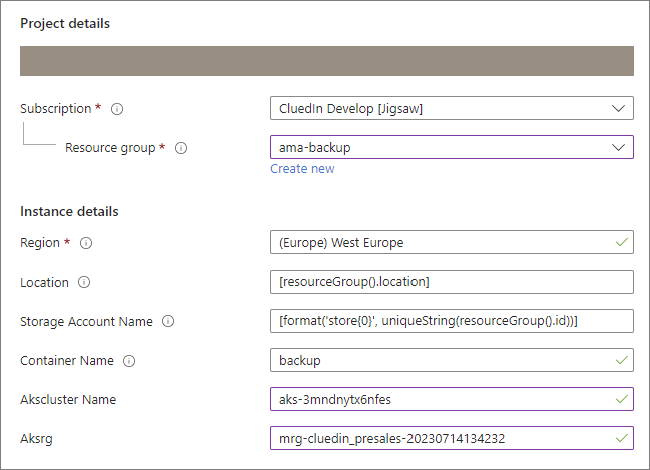 Project details
Subscription * CluedIn Develop [Jigsaw]
Resource group * ama-backup
Create new
Instance details
Region * (Europe) West Europe
Location [resourceGroup().location]
Storage Account Name [format('store{0}', uniqueString(resourceGroup().id))]
Container Name backup
Akscluster Name aks-3mndnytx6nfes
Aksrg mrg-cluedin_presales-20230714134232